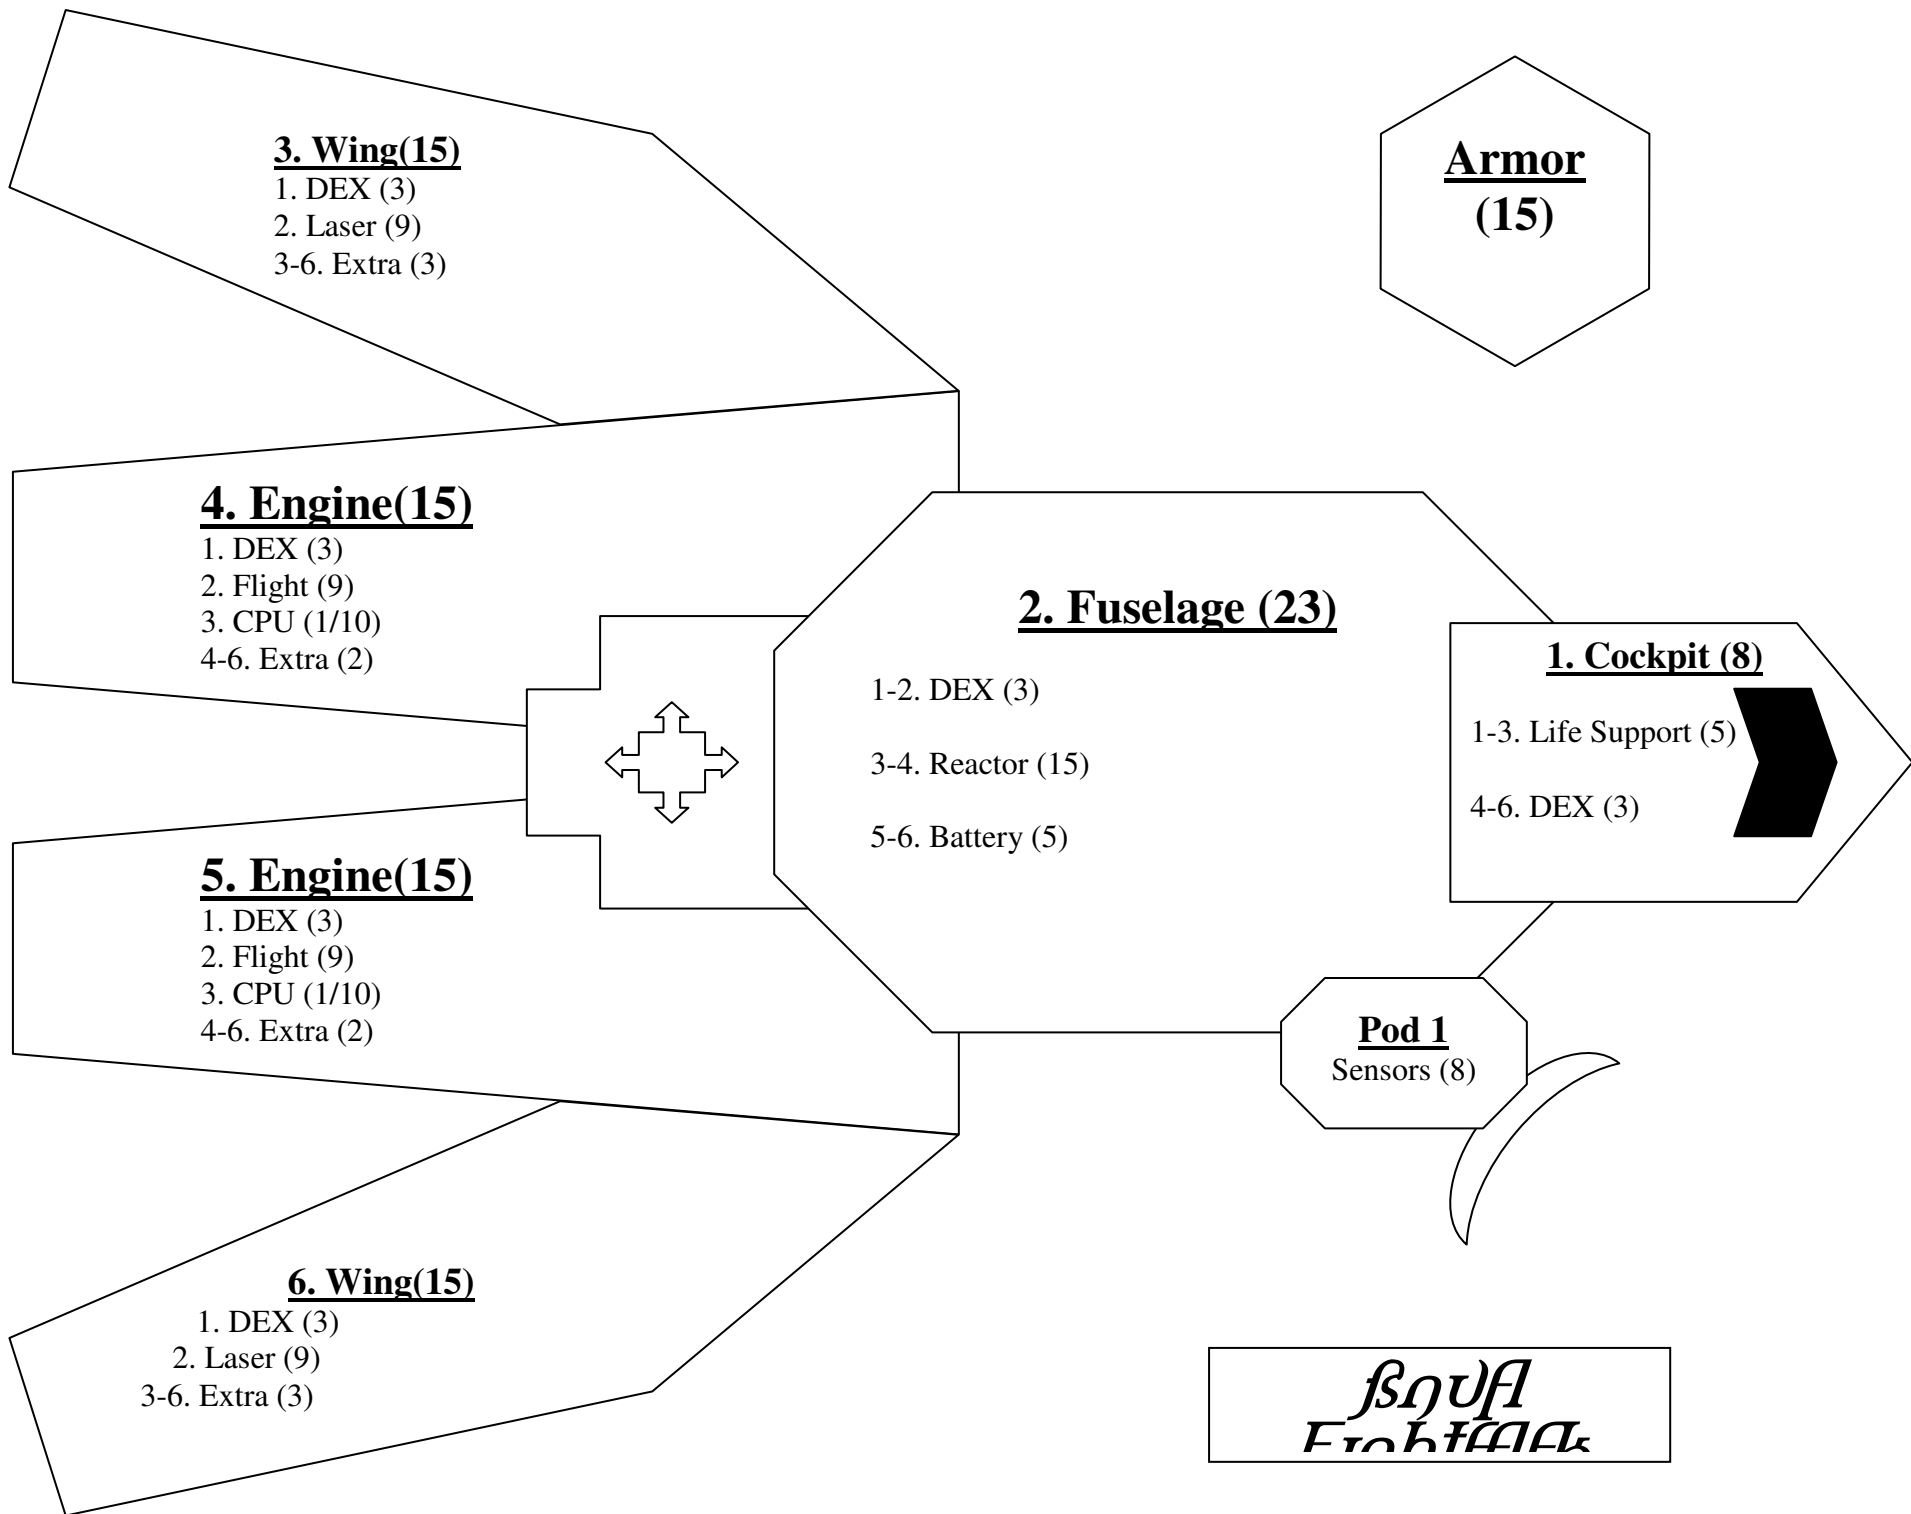 3. Wing(15)
1. DEX (3)
2. Laser (9)
3-6. Extra (3)
Armor
(15)
4. Engine(15)
1. DEX (3)
2. Flight (9)
3. CPU (1/10)
4-6. Extra (2)
2. Fuselage (23)
1-2. DEX (3)
3-4. Reactor (15)
5-6. Battery (5)
1. Cockpit (8)
1-3. Life Support (5)
4-6. DEX (3)
5. Engine(15)
1. DEX (3)
2. Flight (9)
3. CPU (1/10)
4-6. Extra (2)
Pod 1
Sensors (8)
6. Wing(15)
1. DEX (3)
2. Laser (9)
3-6. Extra (3)